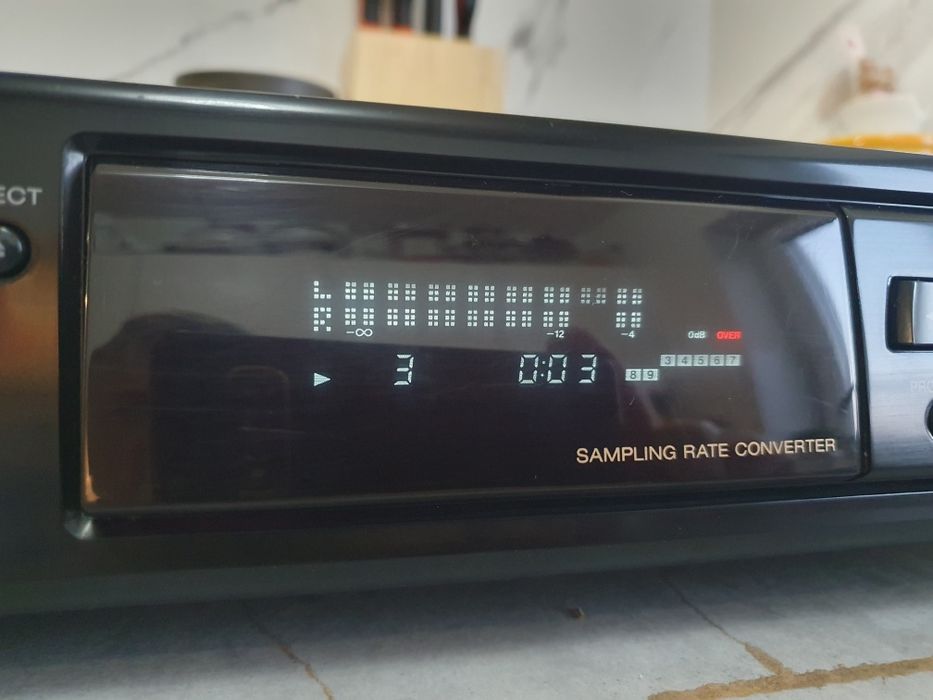 ECT
L
R
-∞ -12 -4 0dB OVER
3 0:03 3 4 5 6 7
8 9
SAMPLING RATE CONVERTER